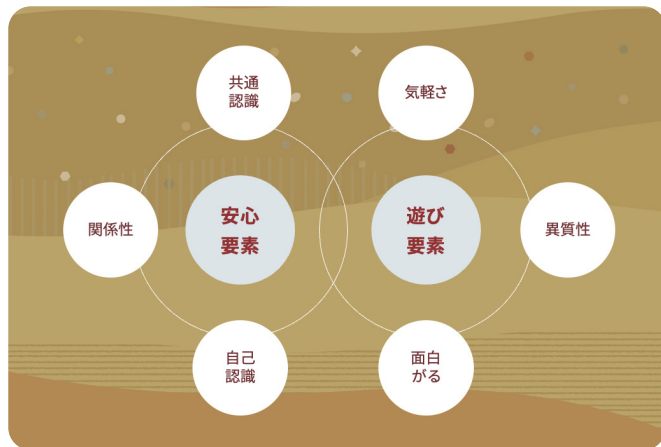 共通
認識
気軽さ
関係性
安心
要素
遊び
要素
異質性
自己
認識
面白
がる